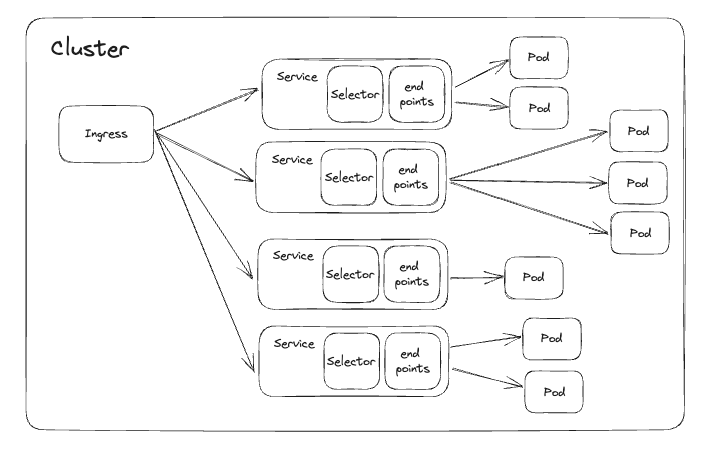 Cluster
Ingress
Service
Selector
end
points
Pod
Pod
Service
Selector
end
points
Pod
Pod
Pod
Service
Selector
end
points
Pod
Service
Selector
end
points
Pod
Pod